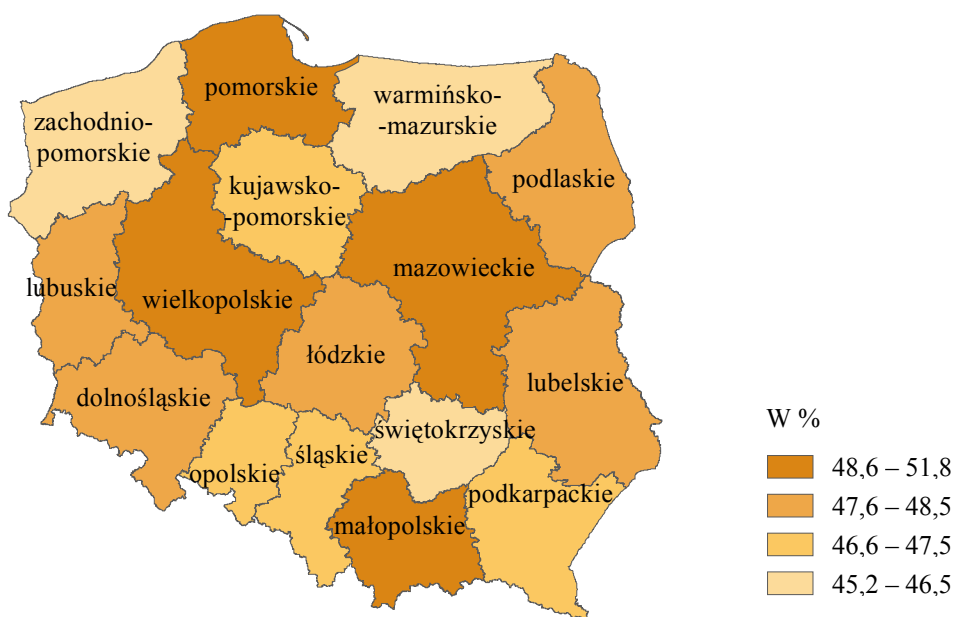 pomorskie
zachodnio-
pomorskie
warmińsko-
-mazurskie
podlaskie
kujawsko-
-pomorskie
mazowieckie
lubuskie
wielkopolskie
łódzkie
lubelskie
dolnośląskie
świętokrzyskie
śląskie
opolskie
podkarpackie
małopolskie
W %
48,6 – 51,8
47,6 – 48,5
46,6 – 47,5
45,2 – 46,5